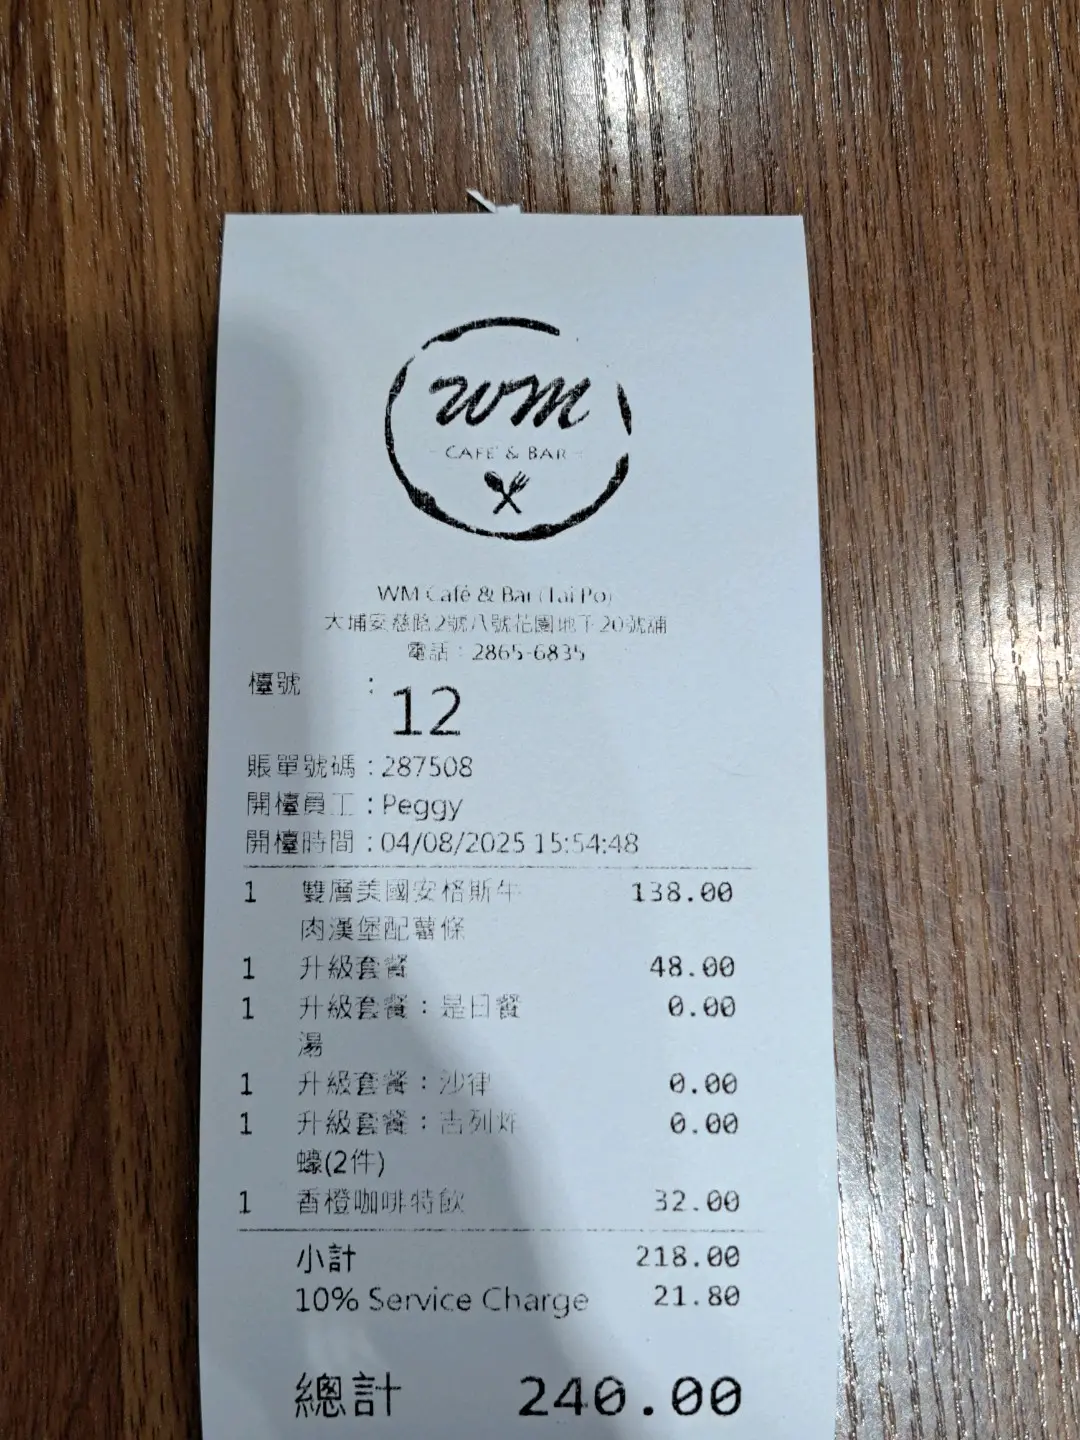 wm
CAFE & BAR
WM Café & Bar (Tai Po)
大埔安慈路2號八號花園地下20號舖
電話：2865-6835
檯號 :
12
賬單號碼 : 287508
開檯員工 : Peggy
開檯時間 : 04/08/2025 15:54:48
1 雙層美國安格斯牛 138.00
肉漢堡配薯條
1 升級套餐 48.00
1 升級套餐：是日餐 0.00
湯
1 升級套餐：沙律 0.00
1 升級套餐：吉列炸 0.00
蠔(2件)
1 香橙咖啡特飲 32.00
小計 218.00
10% Service Charge 21.80
總計 240.00